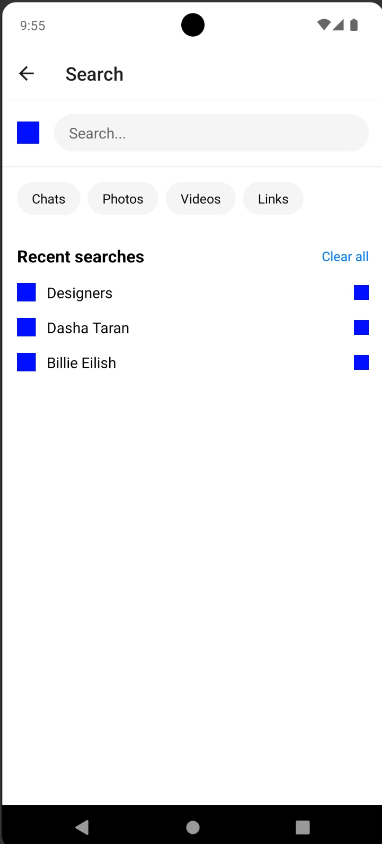 9:55
Search
Search...
Chats Photos Videos Links
Recent searches Clear all
Designers
Dasha Taran
Billie Eilish